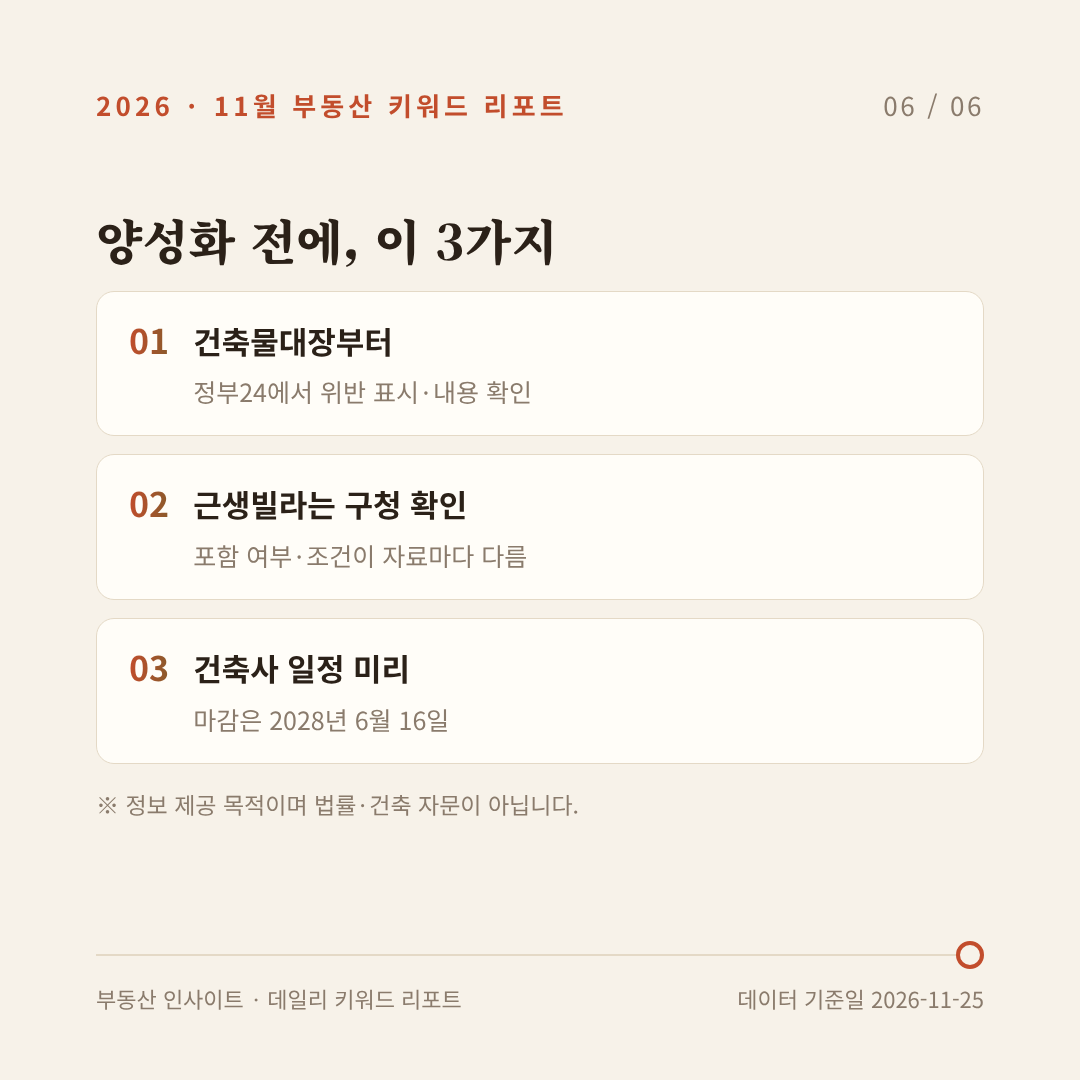 2026 · 11월 부동산 키워드 리포트
06 / 06
양성화 전에, 이 3가지
01 건축물대장부터
정부24에서 위반 표시·내용 확인
02 근생빌라는 구청 확인
포함 여부·조건이 자료마다 다름
03 건축사 일정 미리
마감은 2028년 6월 16일
※ 정보 제공 목적이며 법률·건축 자문이 아닙니다.
부동산 인사이트 · 데일리 키워드 리포트
데이터 기준일 2026-11-25